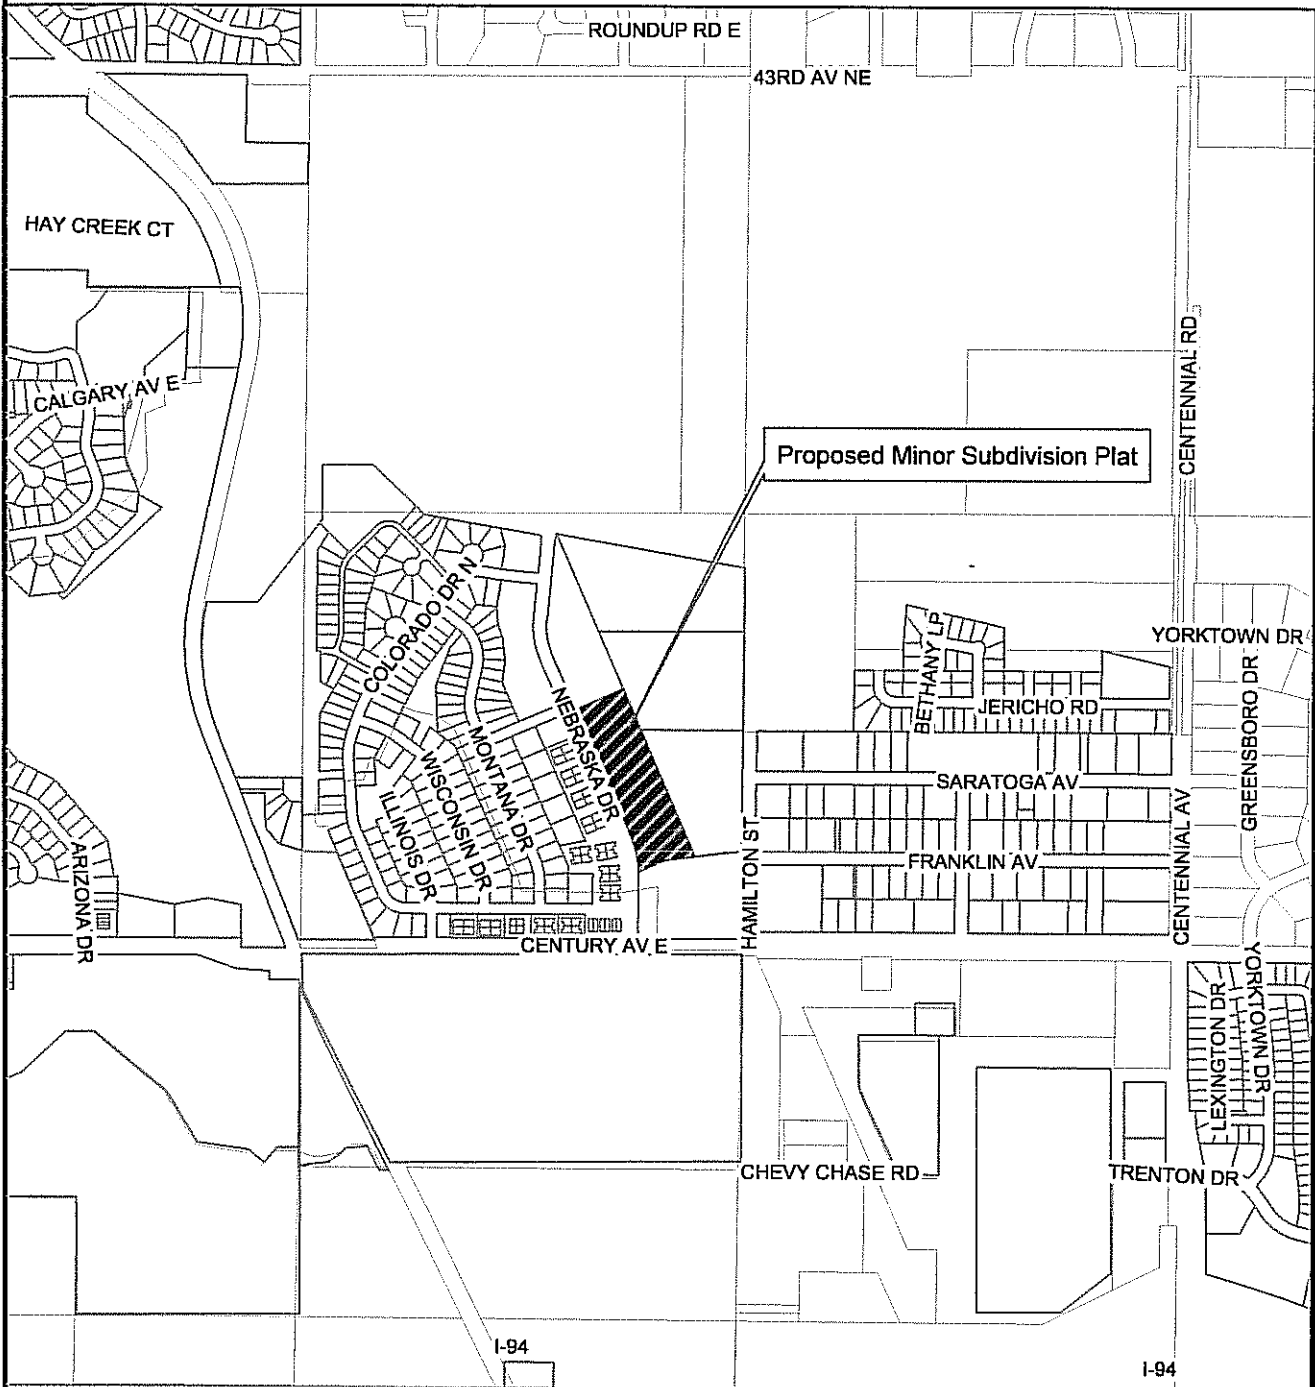 ROUNDUP RD E
43RD AV NE
HAY CREEK CT
CENTENNIAL RD
CALGARY AV E
Proposed Minor Subdivision Plat
COLORADO DR N
BETHANY LP
YORKTOWN DR
JERICHO RD
NEBRASKA DR
MONTANA DR
WISCONSIN DR
ILLINOIS DR
SARATOGA AV
GREENSBORO DR
HAMILTON ST
FRANKLIN AV
CENTENNIAL AV
ARIZONA DR
CENTURY AV E
YORKTOWN DR
LEXINGTON DR
CHEVY CHASE RD
TRENTON DR
I-94
I-94